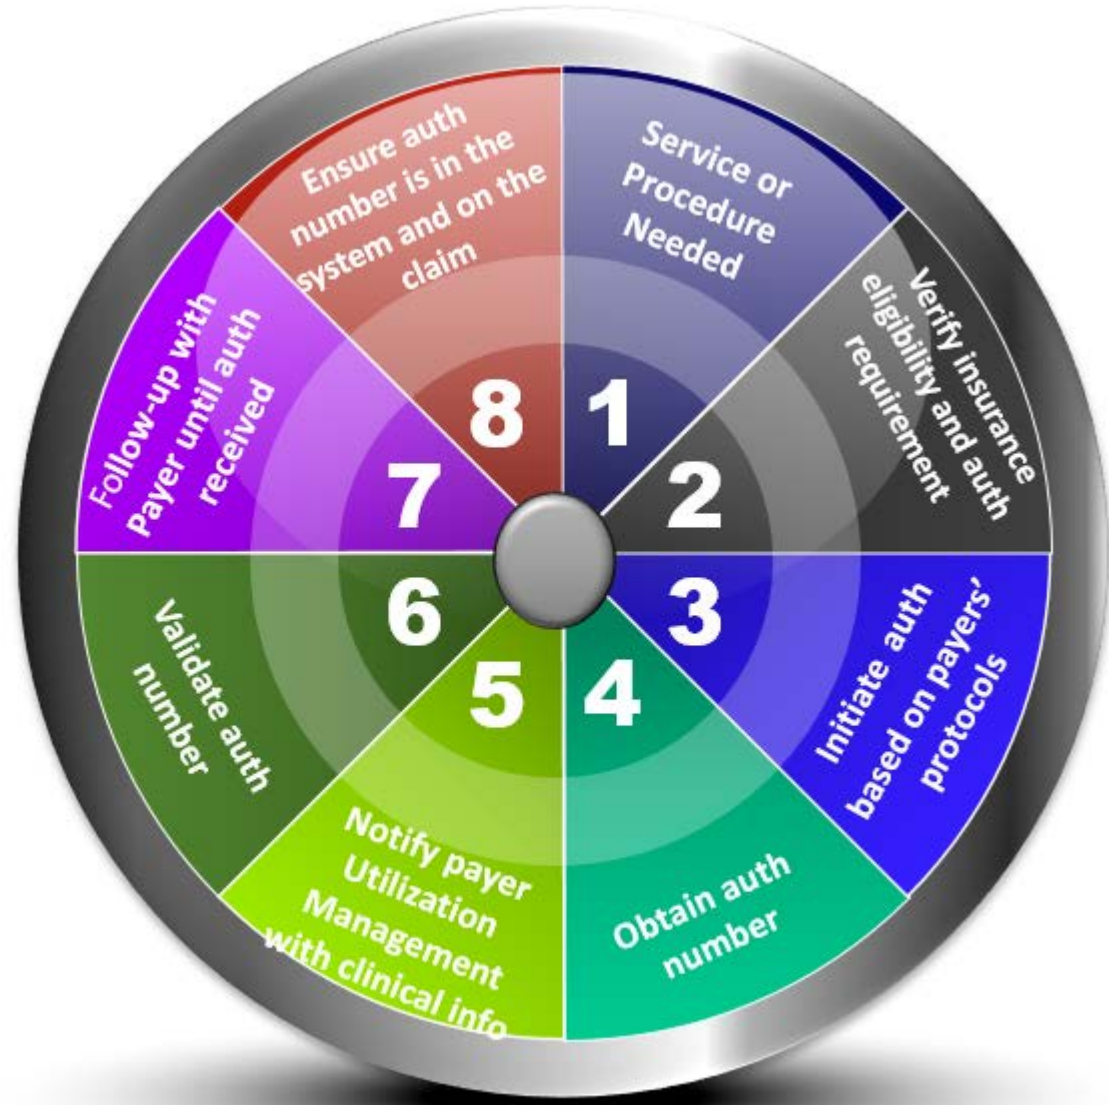 Service or
Procedure
Needed
1
Verify insurance
eligibility and auth
requirement
2
Initiate auth
based on payers’
protocols
3
Obtain auth
number
4
Notify payer
Utilization
Management
with clinical info
5
Validate auth
number
6
Follow-up with
Payer until auth
received
7
Ensure auth
number is in the
system and on the
claim
8